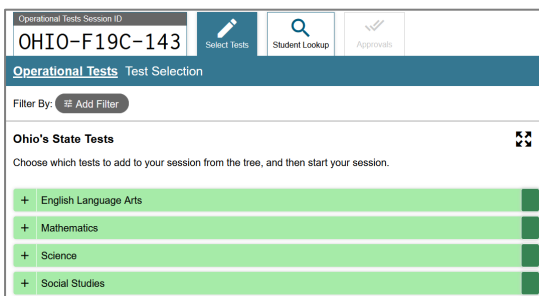 Operational Tests Session ID
OHIO-F19C-143
Select Tests
Student Lookup
Approvals
Operational Tests Test Selection
Filter By: Add Filter
Ohio's State Tests
Choose which tests to add to your session from the tree, and then start your session.
+ English Language Arts
+ Mathematics
+ Science
+ Social Studies